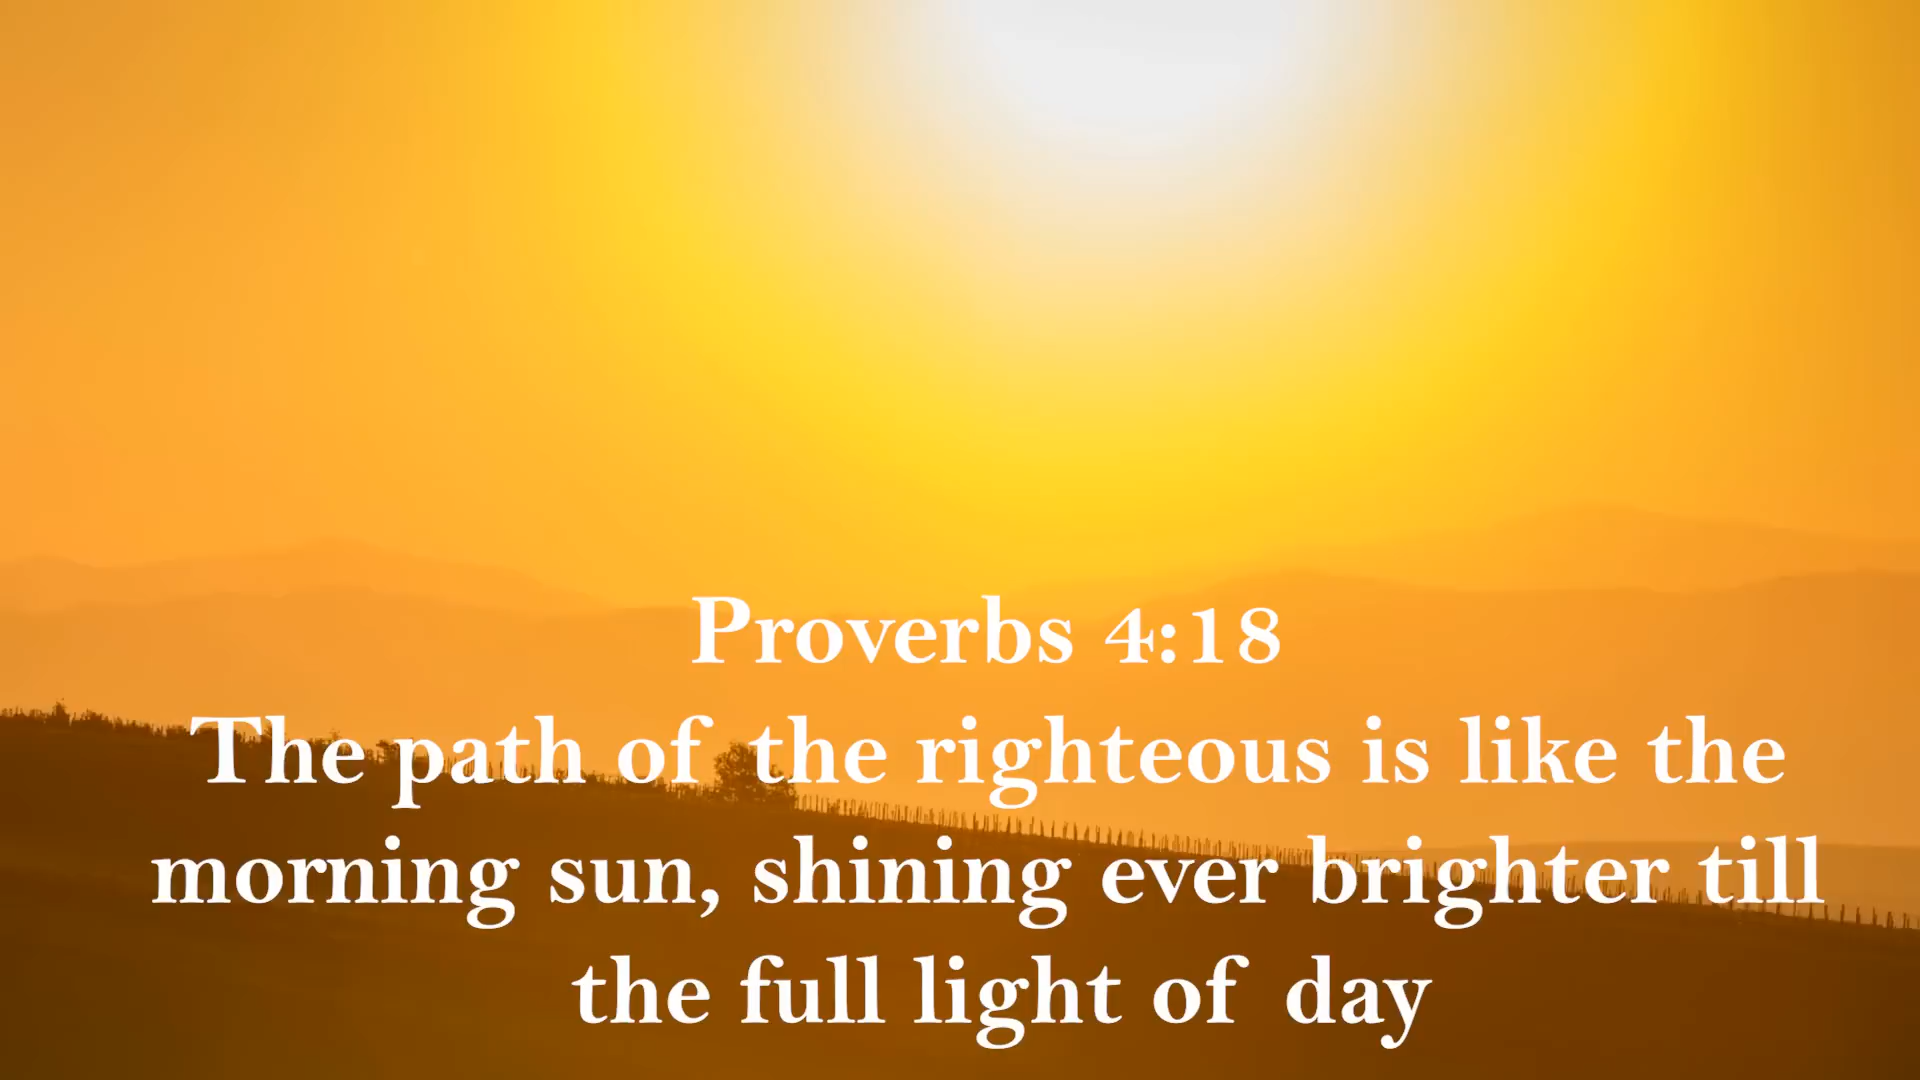 Proverbs 4:18
The path of the righteous is like the
morning sun, shining ever brighter till
the full light of day